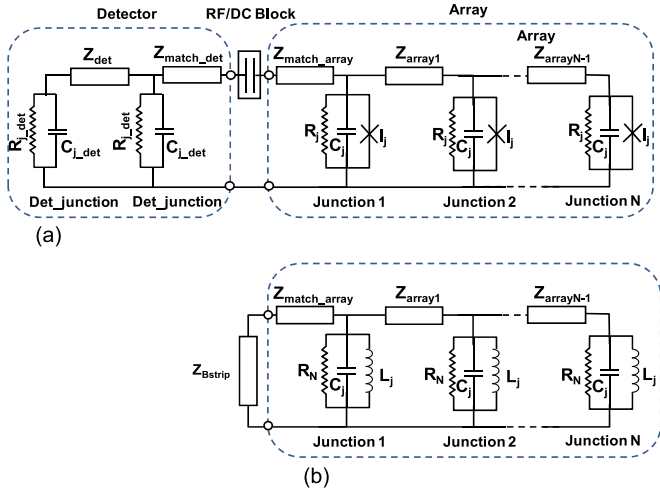 Detector
RF/DC Block
Array
Z_det
Z_match_det
Z_match_array
Z_array1
Array
Z_arrayN-1
R_j_det
C_j_det
R_j_det
C_j_det
R_j
C_j
I_j
R_j
C_j
I_j
R_j
C_j
I_j
Det_junction
Det_junction
Junction 1
Junction 2
Junction N
(a)
Z_match_array
Z_array1
Z_arrayN-1
Z_Bstrip
R_N
C_j
L_j
R_N
C_j
L_j
R_N
C_j
L_j
Junction 1
Junction 2
Junction N
(b)